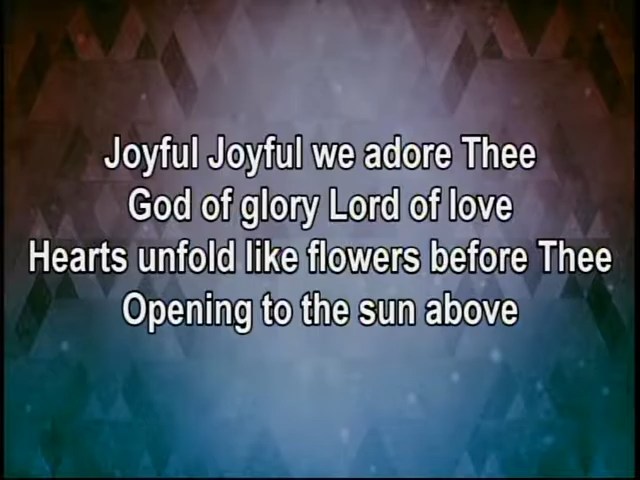 Joyful Joyful we adore Thee
God of glory Lord of love
Hearts unfold like flowers before Thee
Opening to the sun above